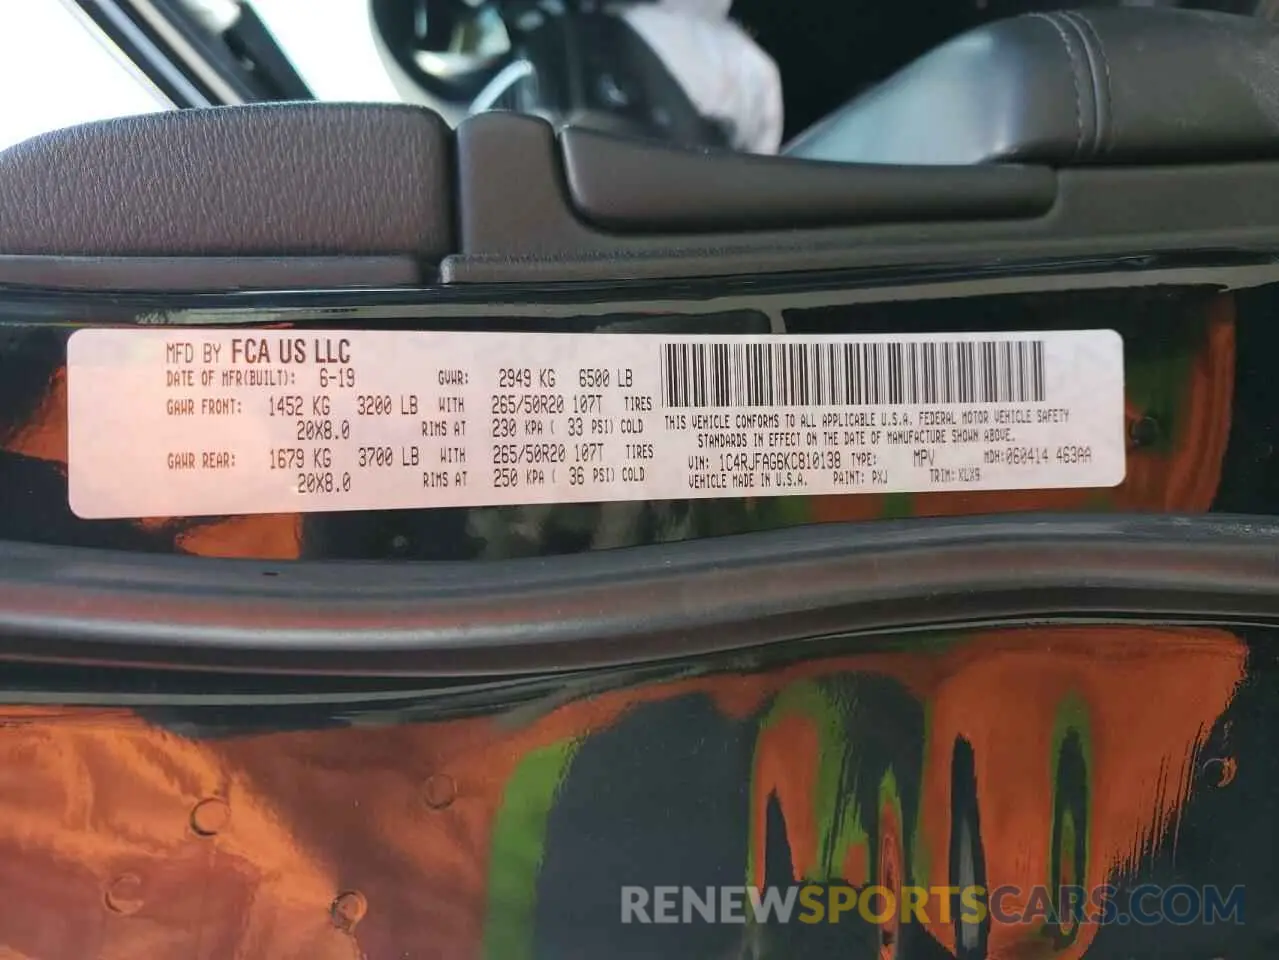 MFD BY FCA US LLC
DATE OF MFR(BUILT): 6-19 GVWR: 2949 KG 6500 LB
GAWR FRONT: 1452 KG 3200 LB WITH 265/50R20 107T TIRES
20X8.0 RIMS AT 230 KPA ( 33 PSI) COLD
GAWR REAR: 1679 KG 3700 LB WITH 265/50R20 107T TIRES
20X8.0 RIMS AT 250 KPA ( 36 PSI) COLD
THIS VEHICLE CONFORMS TO ALL APPLICABLE U.S.A. FEDERAL MOTOR VEHICLE SAFETY
STANDARDS IN EFFECT ON THE DATE OF MANUFACTURE SHOWN ABOVE.
VIN: 1C4RJFAG6KC810138 TYPE: MPV MDH:060414 463AA
VEHICLE MADE IN U.S.A. PAINT: PXJ TRIM: XLX9
RENEWSPORTSCARS.COM